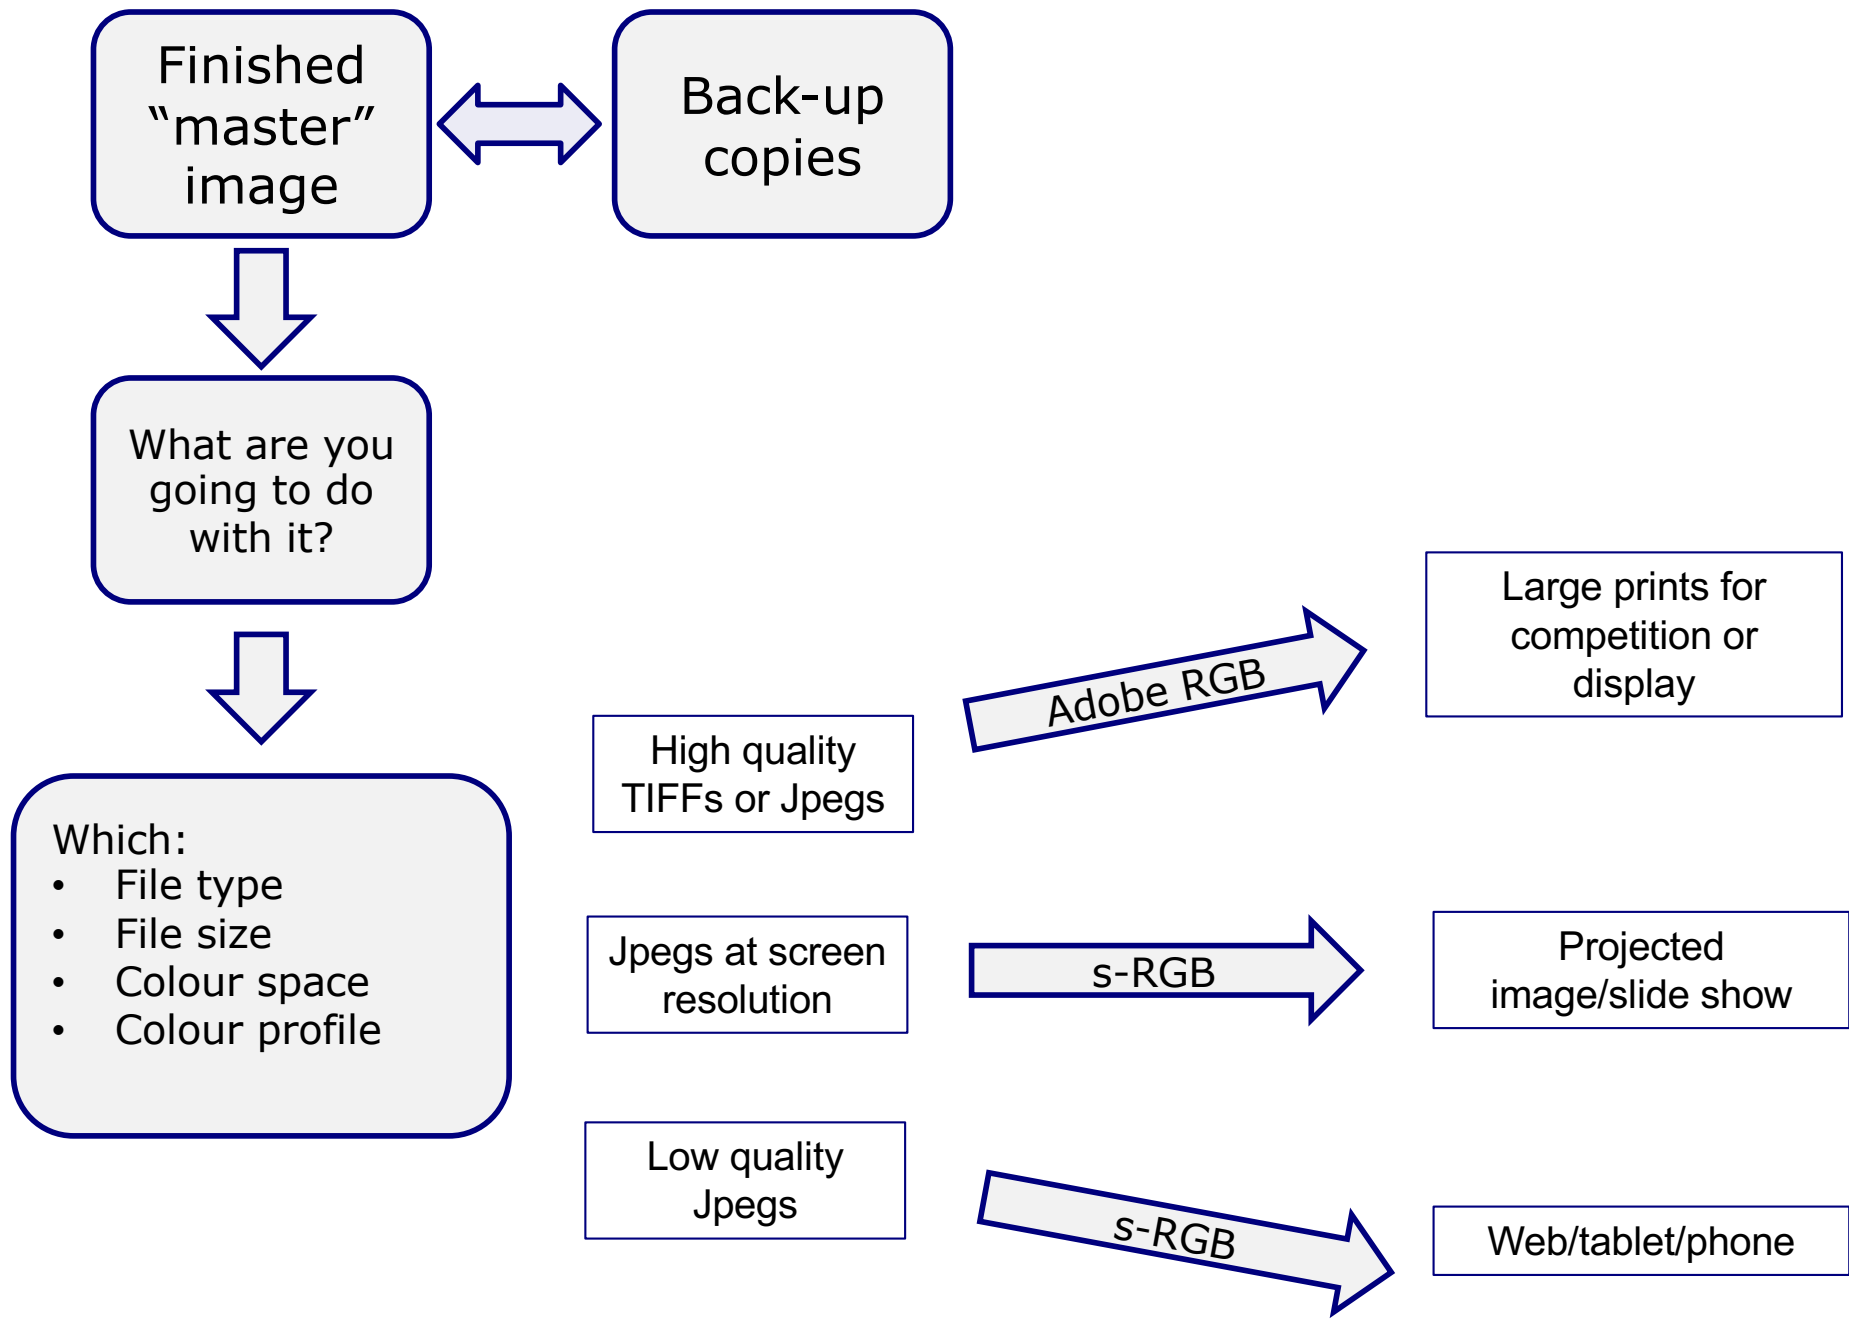 Finished
“master”
image
Back-up
copies
What are you
going to do
with it?
Which:
• File type
• File size
• Colour space
• Colour profile
High quality
TIFFs or Jpegs
Adobe RGB
Large prints for
competition or
display
Jpegs at screen
resolution
s-RGB
Projected
image/slide show
Low quality
Jpegs
s-RGB
Web/tablet/phone